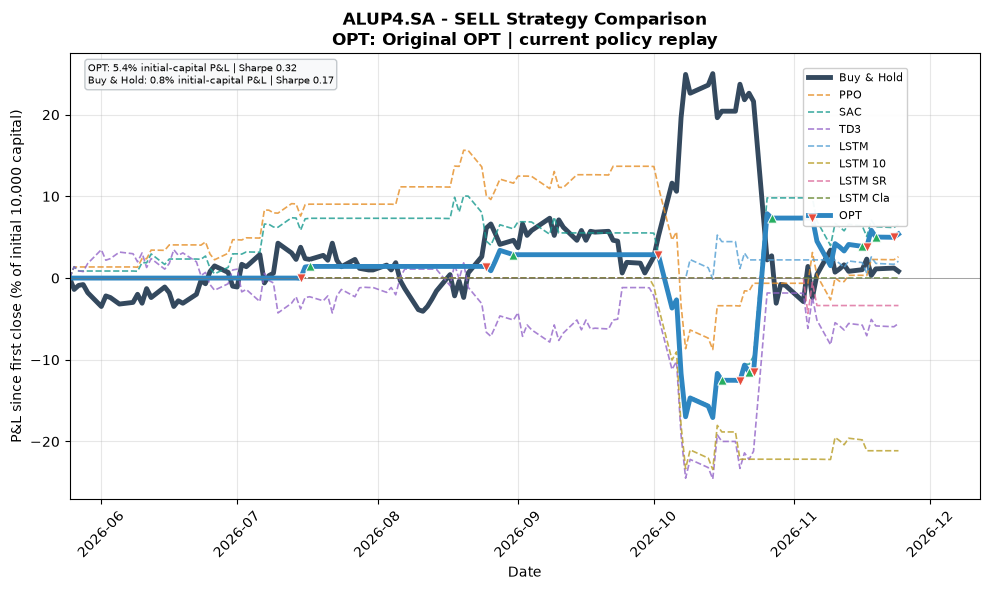 ALUP4.SA - SELL Strategy Comparison
OPT: Original OPT | current policy replay
OPT: 5.4% initial-capital P&L | Sharpe 0.32
Buy & Hold: 0.8% initial-capital P&L | Sharpe 0.17
Buy & Hold
PPO
SAC
TD3
LSTM
LSTM 10
LSTM SR
LSTM Cla
OPT
P&L since first close (% of initial 10,000 capital)
20
10
0
−10
−20
2026-06
2026-07
2026-08
2026-09
2026-10
2026-11
2026-12
Date